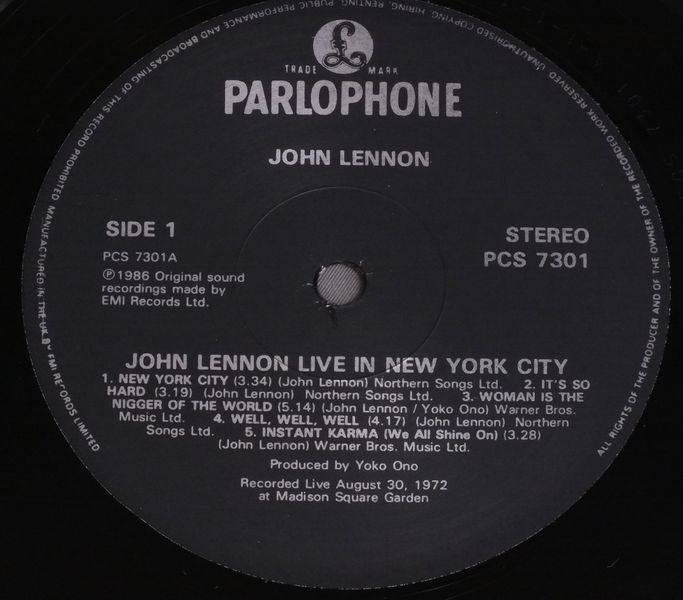 UNAUTHORISED COPYING, HIRING, RENTING, PUBLIC PERFORMANCE AND BROADCASTING OF THIS RECORD PROHIBITED MANUFACTURED IN THE U.K. BY EMI RECORDS LIMITED
ALL RIGHTS OF THE PRODUCER AND OF THE OWNER OF THE RECORDED WORK RESERVED
£
TRADE MARK
PARLOPHONE
JOHN LENNON
SIDE 1
STEREO
PCS 7301A
PCS 7301
℗1986 Original sound
recordings made by
EMI Records Ltd.
JOHN LENNON LIVE IN NEW YORK CITY
1. NEW YORK CITY (3.34) (John Lennon) Northern Songs Ltd. 2. IT'S SO
HARD (3.19) (John Lennon) Northern Songs Ltd. 3. WOMAN IS THE
NIGGER OF THE WORLD (5.14) (John Lennon / Yoko Ono) Warner Bros.
Music Ltd. 4. WELL, WELL, WELL (4.17) (John Lennon) Northern
Songs Ltd. 5. INSTANT KARMA (We All Shine On) (3.28)
(John Lennon) Warner Bros. Music Ltd.
Produced by Yoko Ono
Recorded Live August 30, 1972
at Madison Square Garden